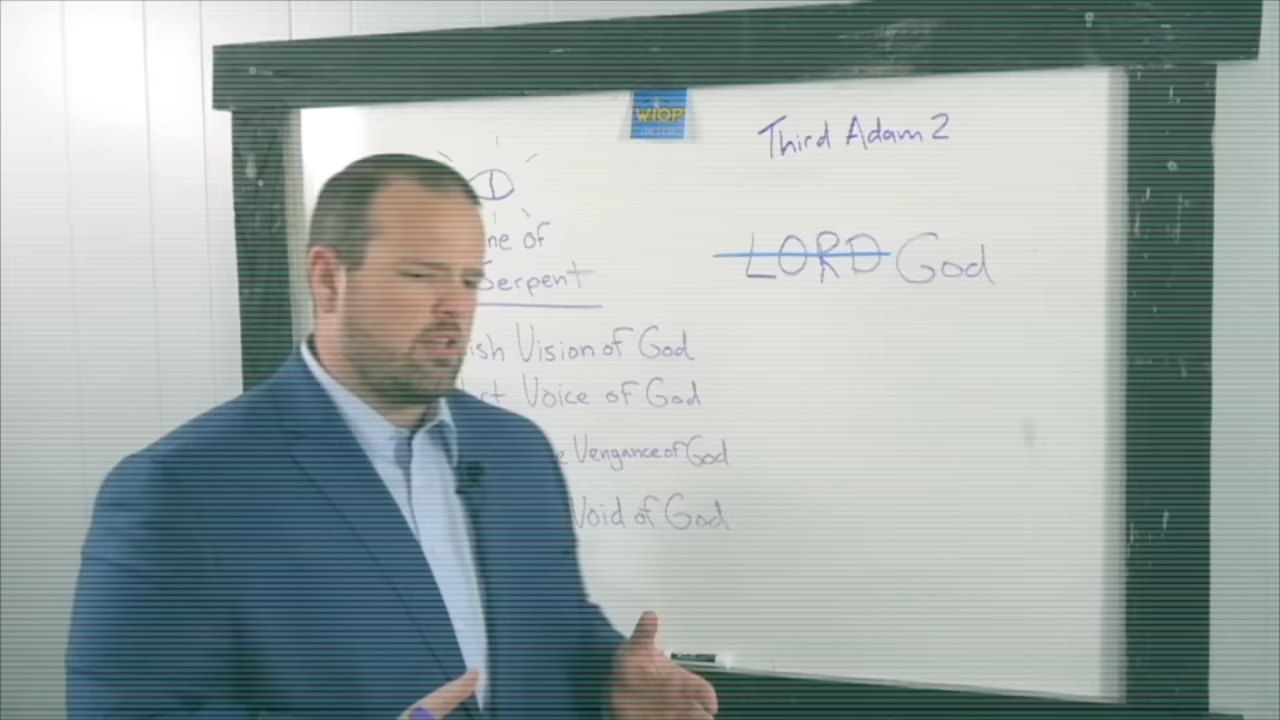 WIOP
Third Adam 2
ne of
Serpent
LORD God
ish Vision of God
Voice of God
Vengance of God
Void of God